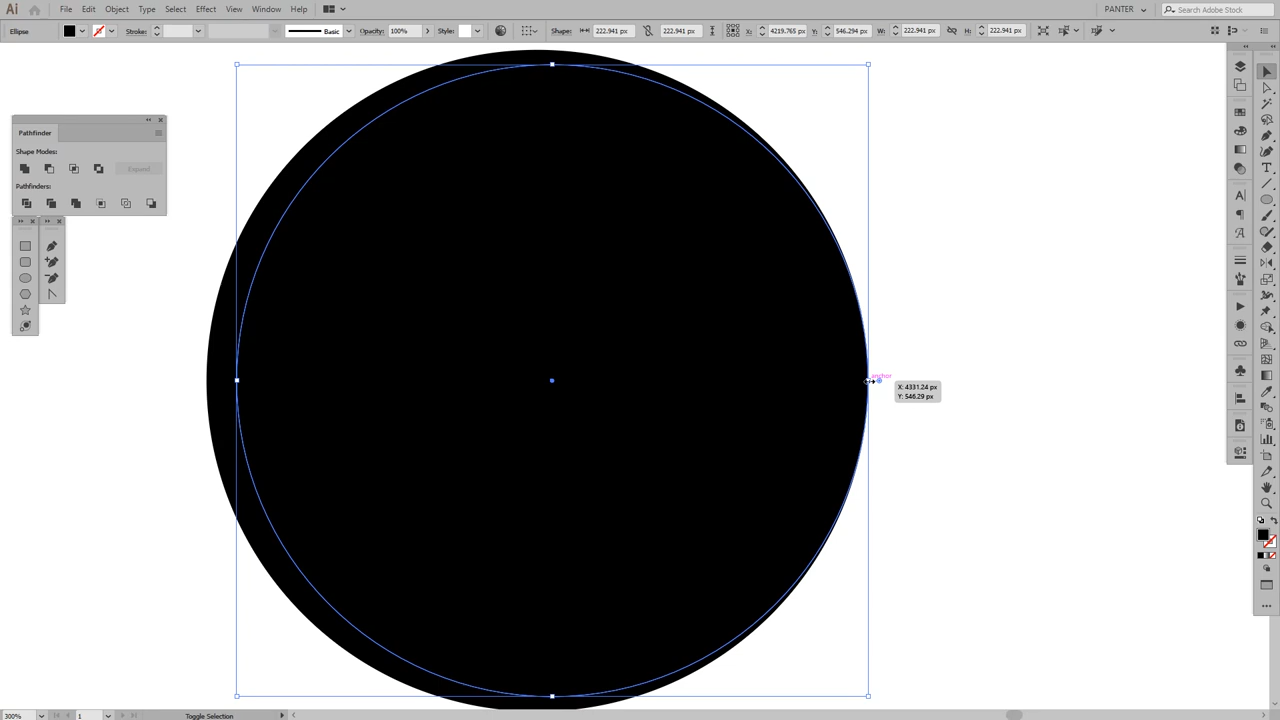 Ai File Edit Object Type Select Effect View Window Help PANTER Search Adobe Stock
Ellipse Stroke: Basic Opacity: 100% Style: Shape: 222.941 px 222.941 px X: 4219.765 px Y: 546.294 px W: 222.941 px H: 222.941 px
Pathfinder
Shape Modes:
Expand
Pathfinders:
anchor
X: 4331.24 px
Y: 546.29 px
300% 1 Toggle Selection